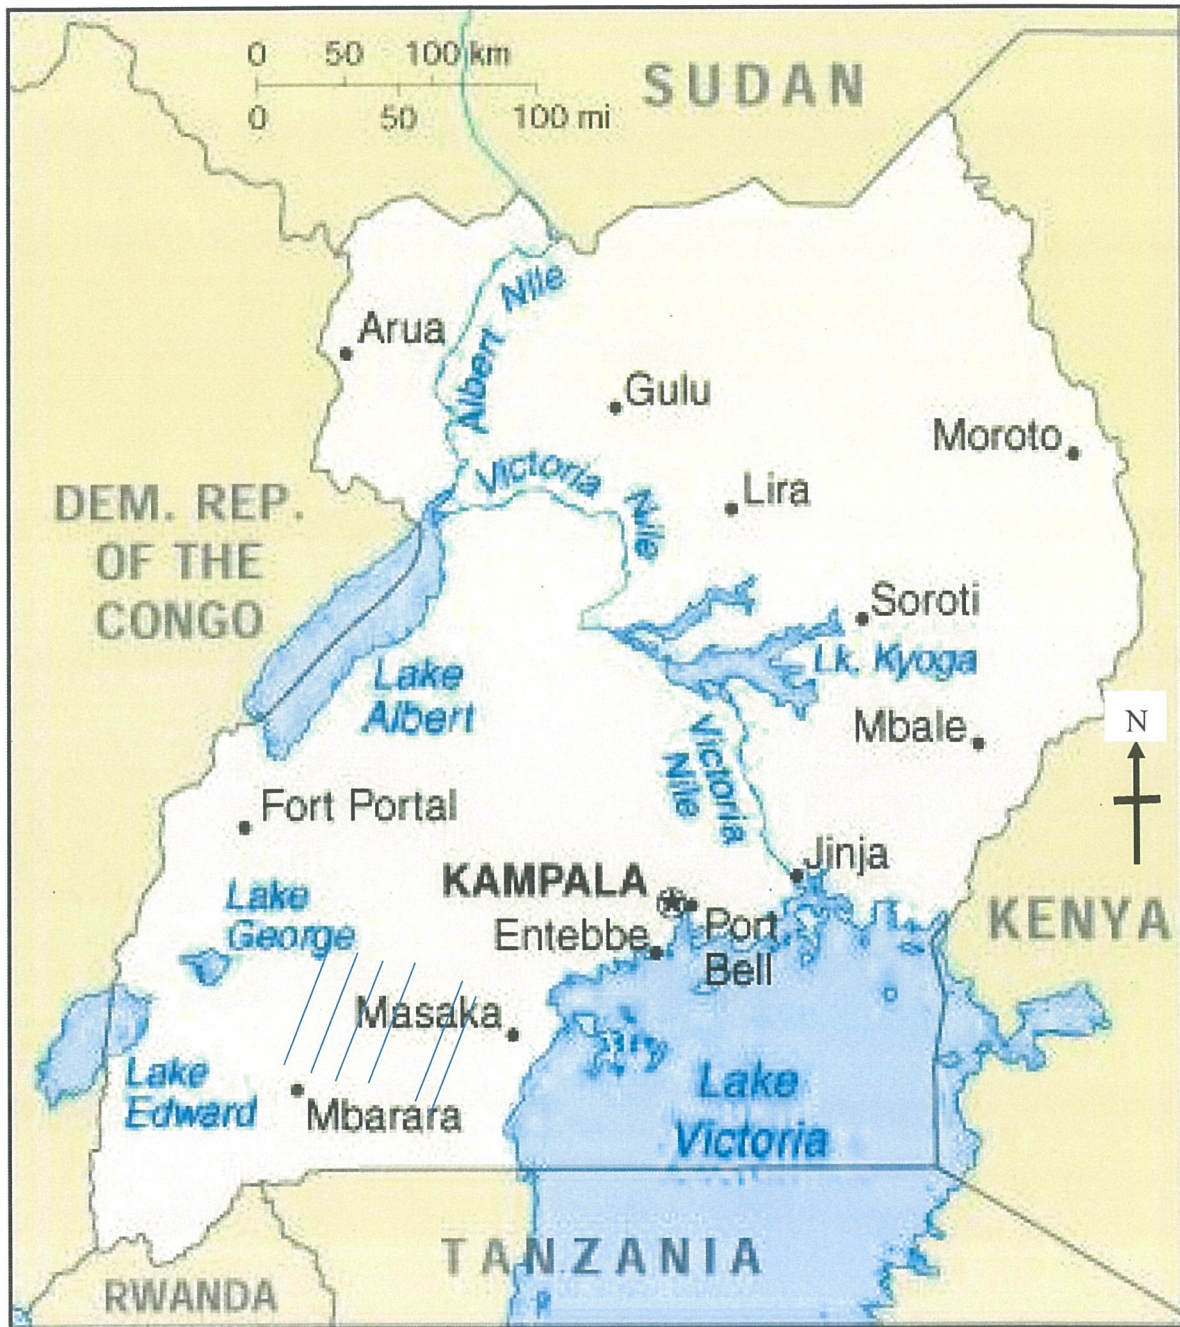 0 50 100 km
0 50 100 mi
SUDAN
Albert Nile
Arua
Gulu
Moroto
Victoria Nile
Lira
DEM. REP.
OF THE
CONGO
Soroti
Lk. Kyoga
Lake
Albert
Mbale
N
Victoria
Nile
Fort Portal
Jinja
KAMPALA
Lake
George
Entebbe
Port
Bell
KENYA
Masaka
Lake
Edward
Mbarara
Lake
Victoria
TANZANIA
RWANDA